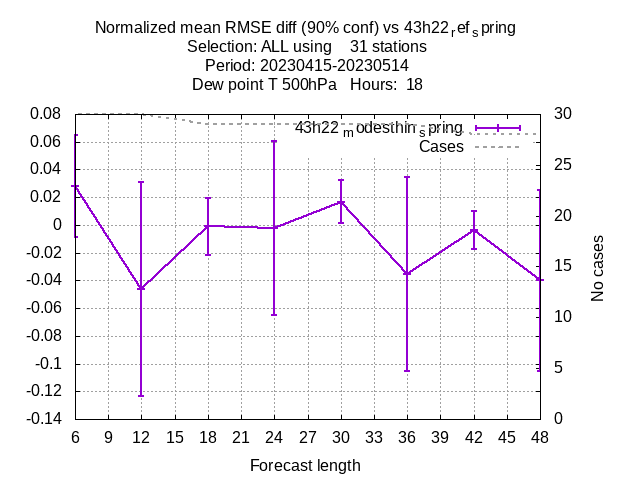 Normalized mean RMSE diff (90% conf) vs 43h22refspring
Selection: ALL using    31 stations
Period: 20230415-20230514
Dew point T 500hPa   Hours:  18
43h22modesthinspring
Cases
0.08
0.06
0.04
0.02
0
-0.02
-0.04
-0.06
-0.08
-0.1
-0.12
-0.14
30
25
20
15
10
5
0
No cases
6 9 12 15 18 21 24 27 30 33 36 39 42 45 48
Forecast length